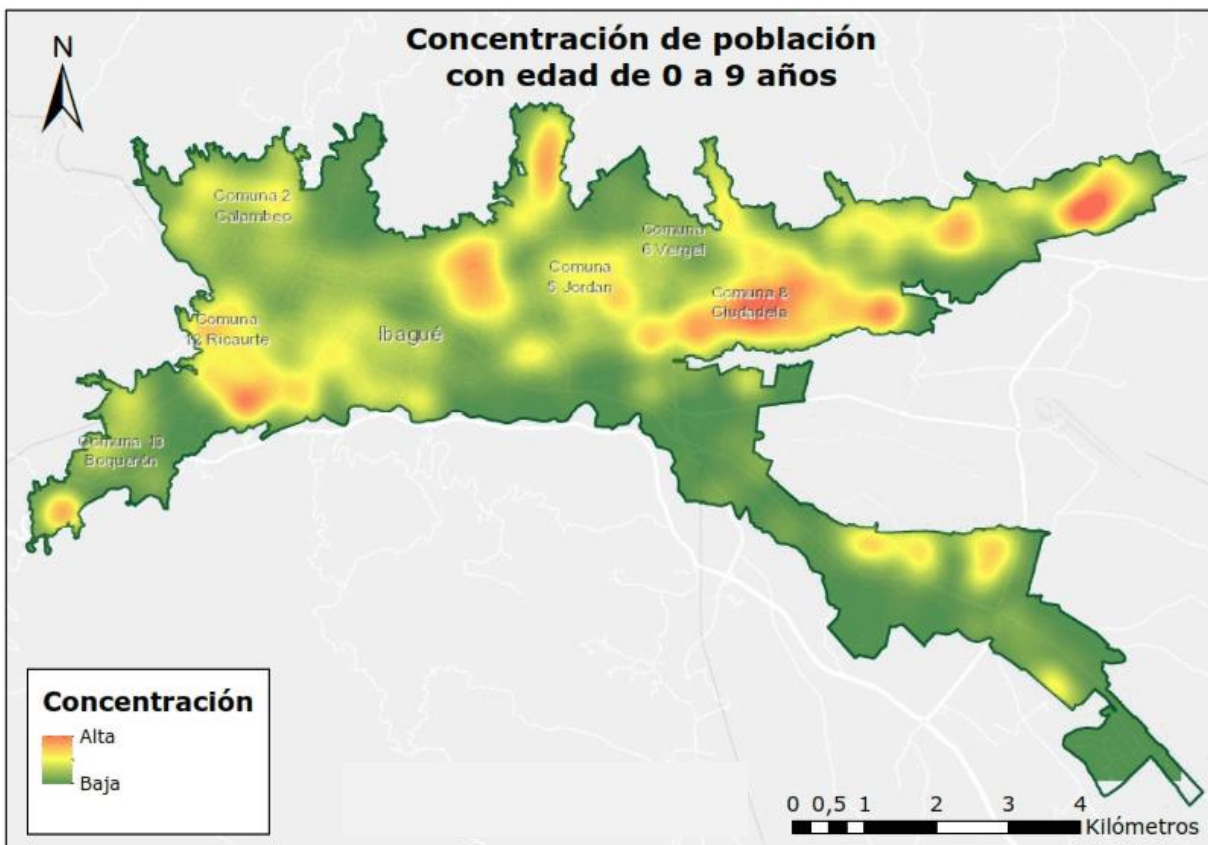 Concentración de población
con edad de 0 a 9 años
N
Comuna 2
Calambeo
Comuna
6 Vergel
Comuna
5 Jordan
Comuna 8
Ciudadela
Comuna
12 Ricaurte
Ibagué
Comuna 13
Boquerón
Concentración
Alta
Baja
0 0,5 1 2 3 4
Kilómetros